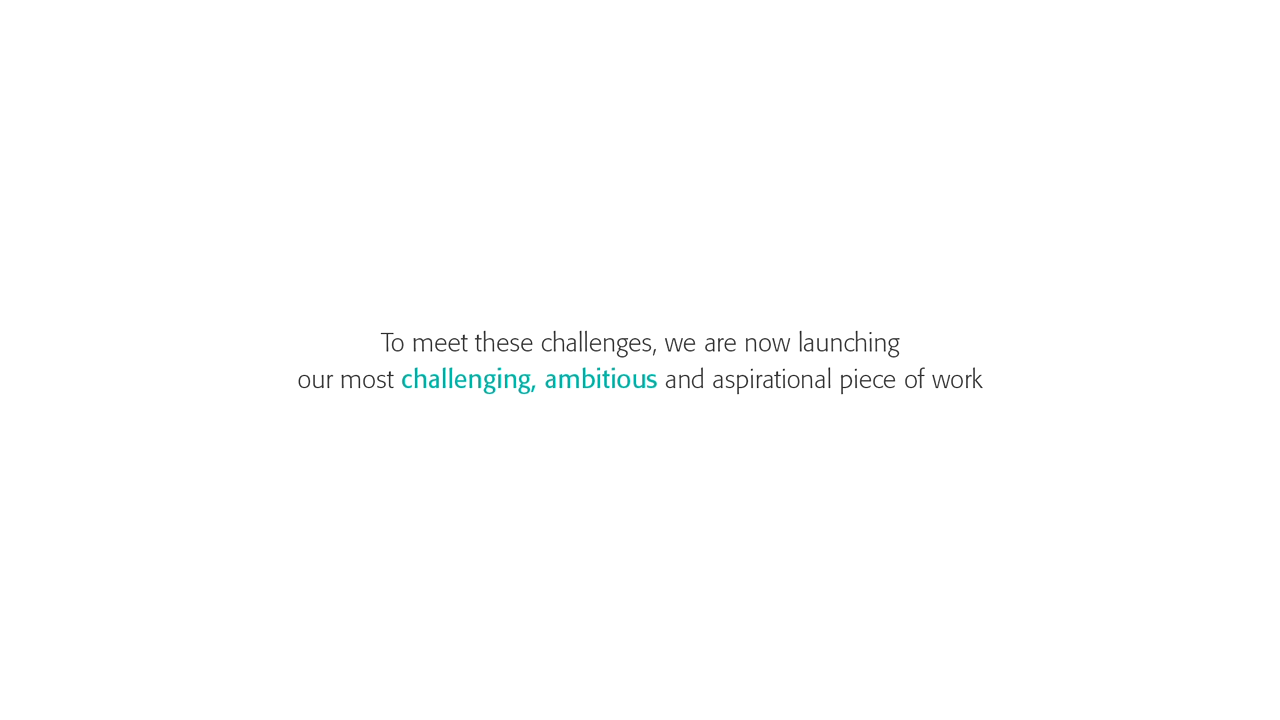 To meet these challenges, we are now launching
our most challenging, ambitious and aspirational piece of work